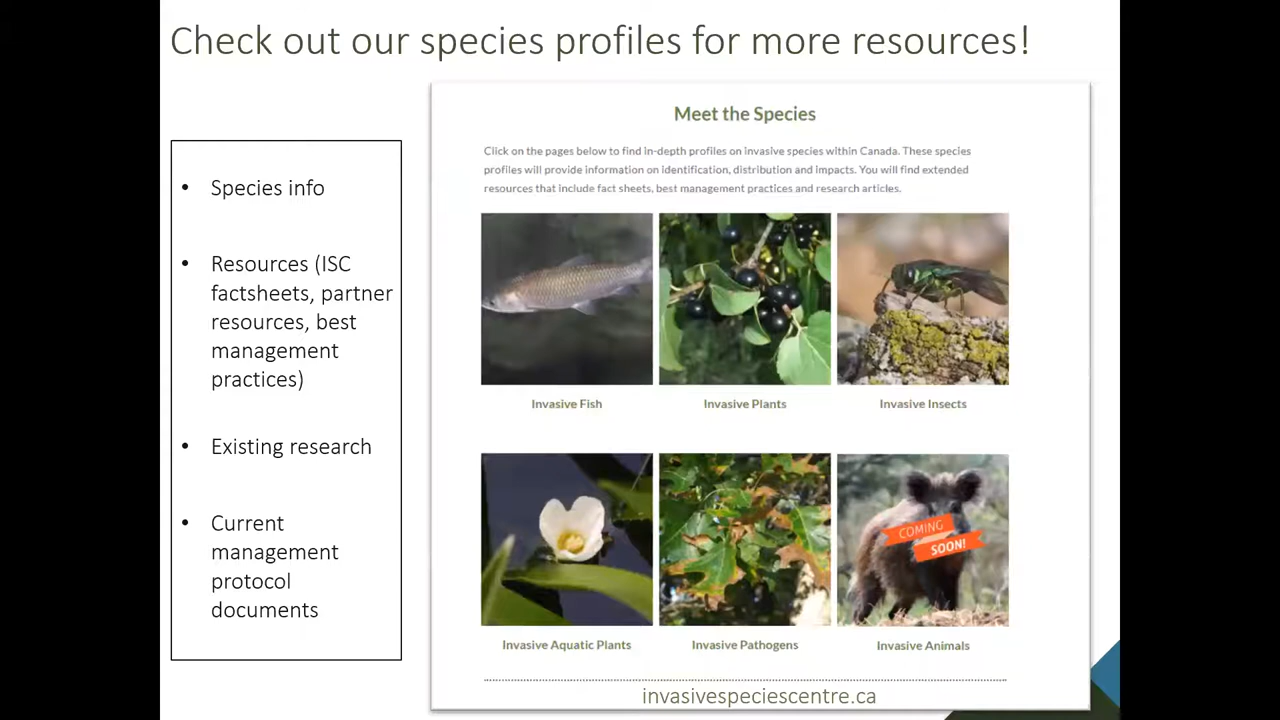 Check out our species profiles for more resources!
• Species info
• Resources (ISC
factsheets, partner
resources, best
management
practices)
• Existing research
• Current
management
protocol
documents
Meet the Species
Click on the pages below to find in-depth profiles on invasive species within Canada. These species
profiles will provide information on identification, distribution and impacts. You will find extended
resources that include fact sheets, best management practices and research articles.
Invasive Fish
Invasive Plants
Invasive Insects
COMING
SOON!
Invasive Aquatic Plants
Invasive Pathogens
Invasive Animals
invasivespeciescentre.ca